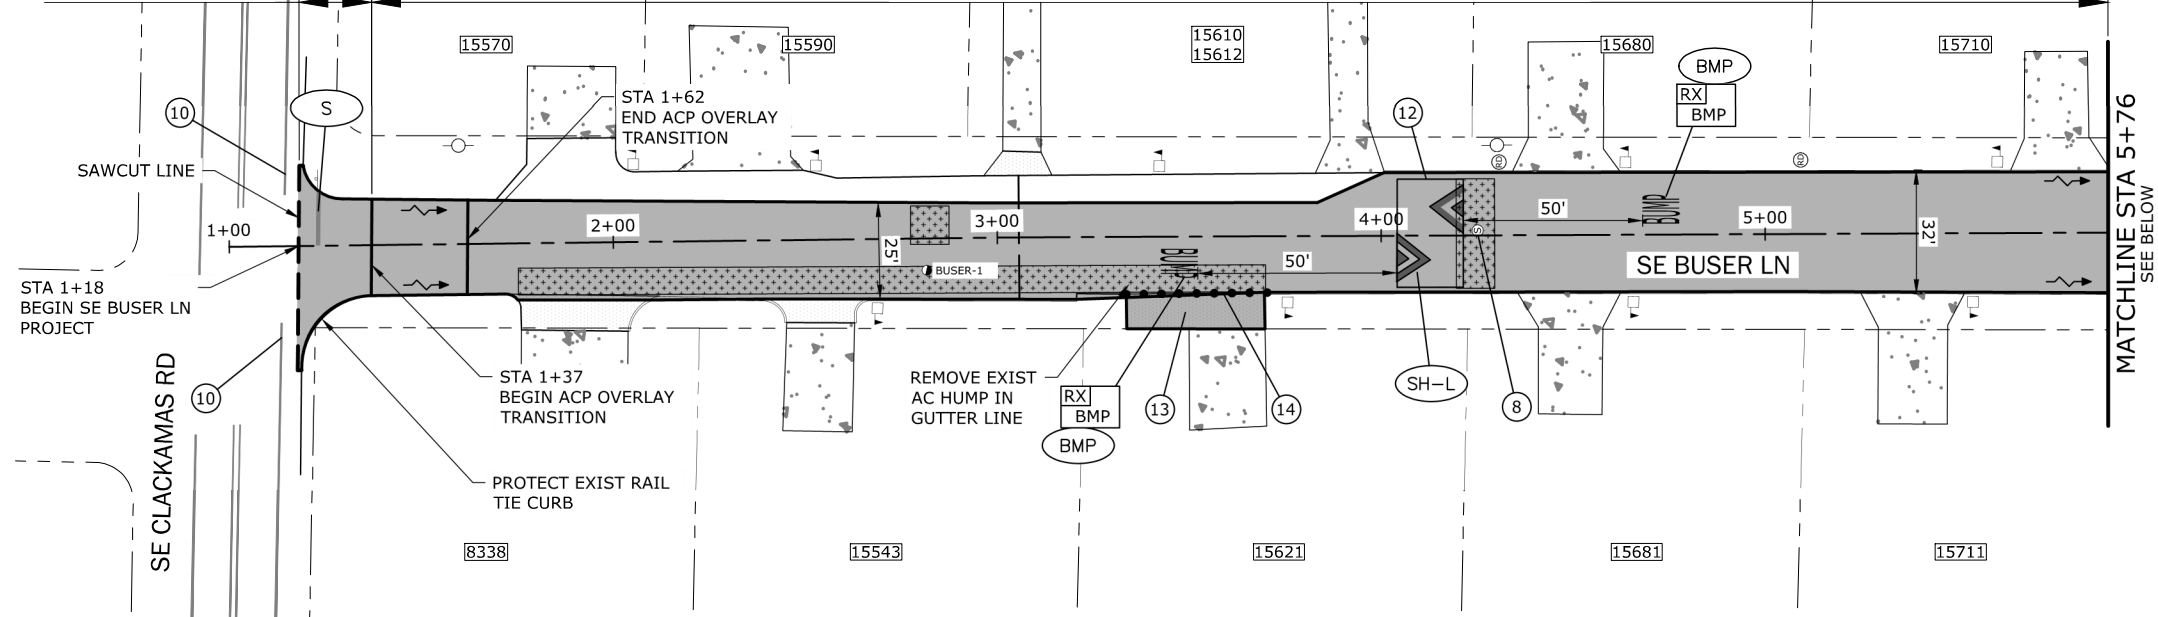 15570
15590
15610
15612
15680
15710
BMP
RX
BMP
10
S
STA 1+62
END ACP OVERLAY
TRANSITION
12
SAWCUT LINE
RD
RD
MATCHLINE STA 5+76
SEE BELOW
1+00
2+00
3+00
4+00
50'
BUMP
5+00
S
25'
32'
BUSER-1
BUMP
50'
SE BUSER LN
STA 1+18
BEGIN SE BUSER LN
PROJECT
SE CLACKAMAS RD
10
STA 1+37
BEGIN ACP OVERLAY
TRANSITION
REMOVE EXIST
AC HUMP IN
GUTTER LINE
RX
BMP
BMP
13
14
SH-L
8
PROTECT EXIST RAIL
TIE CURB
8338
15543
15621
15681
15711